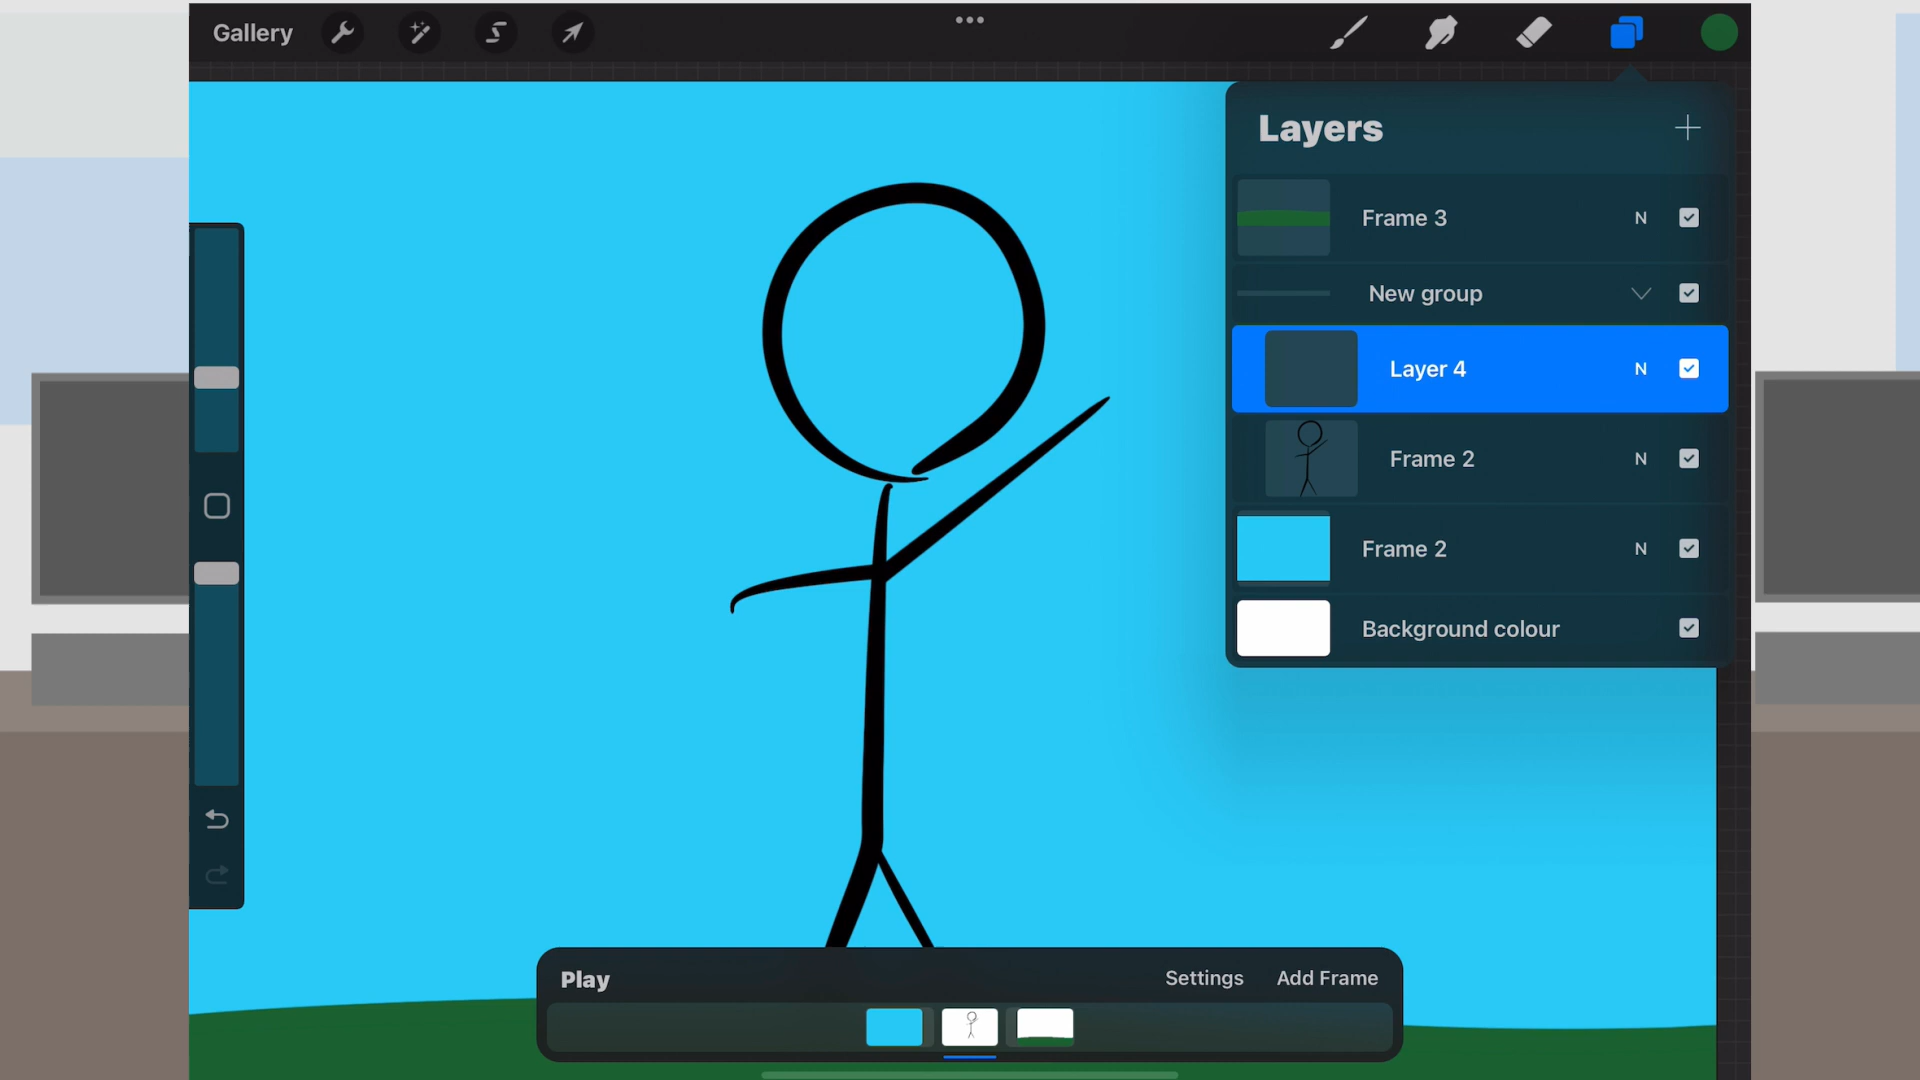 Gallery
Layers
Frame 3 N
New group
Layer 4 N
Frame 2 N
Frame 2 N
Background colour
Play Settings Add Frame